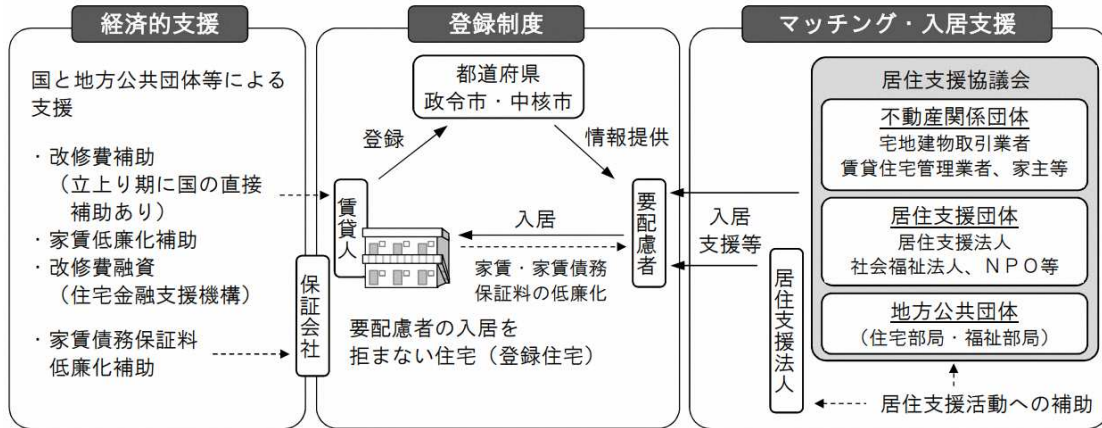 経済的支援
国と地方公共団体等による
支援
・改修費補助
（立上り期に国の直接
補助あり）
・家賃低廉化補助
・改修費融資
（住宅金融支援機構）
・家賃債務保証料
低廉化補助
登録制度
都道府県
政令市・中核市
登録
情報提供
賃貸人
保証会社
入居
家賃・家賃債務
保証料の低廉化
要配慮者
要配慮者の入居を
拒まない住宅（登録住宅）
マッチング・入居支援
入居
支援等
居住支援法人
居住支援協議会
不動産関係団体
宅地建物取引業者
賃貸住宅管理業者、家主等
居住支援団体
居住支援法人
社会福祉法人、ＮＰＯ等
地方公共団体
（住宅部局・福祉部局）
居住支援活動への補助